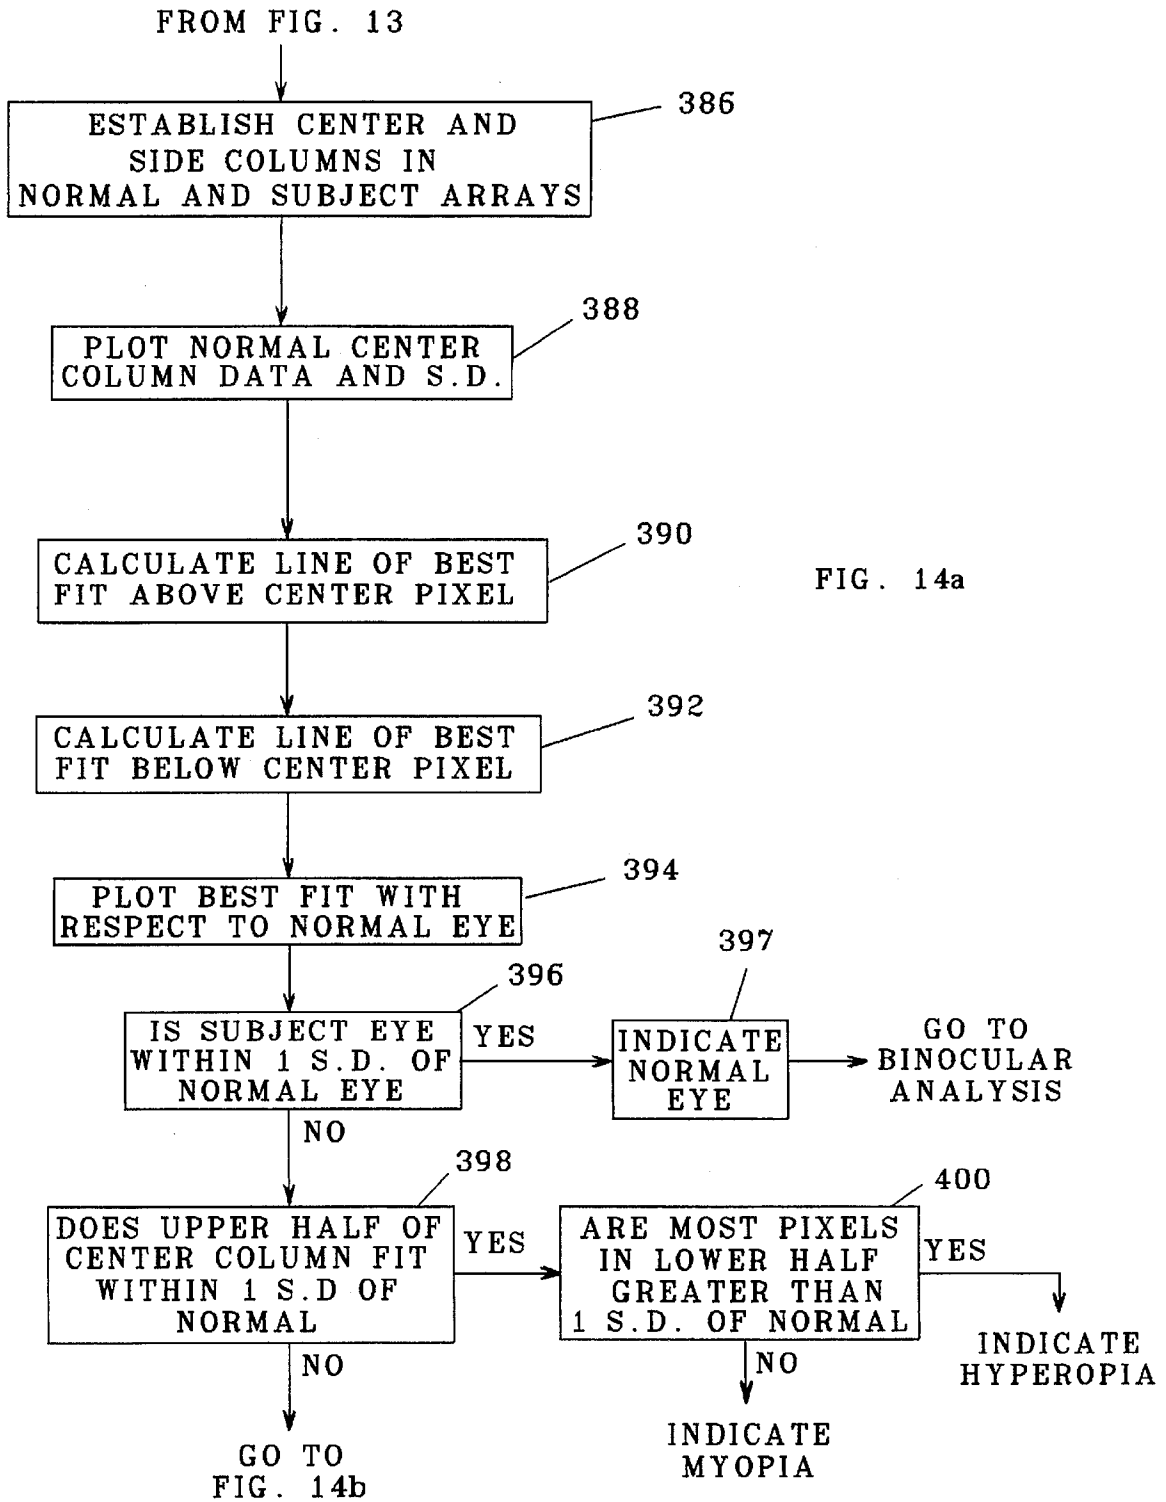 FROM FIG. 13
386
ESTABLISH CENTER AND
SIDE COLUMNS IN
NORMAL AND SUBJECT ARRAYS
388
PLOT NORMAL CENTER
COLUMN DATA AND S.D.
390
CALCULATE LINE OF BEST
FIT ABOVE CENTER PIXEL
FIG. 14a
392
CALCULATE LINE OF BEST
FIT BELOW CENTER PIXEL
394
PLOT BEST FIT WITH
RESPECT TO NORMAL EYE
396
IS SUBJECT EYE
WITHIN 1 S.D. OF
NORMAL EYE
YES
397
INDICATE
NORMAL
EYE
GO TO
BINOCULAR
ANALYSIS
NO
398
DOES UPPER HALF OF
CENTER COLUMN FIT
WITHIN 1 S.D OF
NORMAL
YES
400
ARE MOST PIXELS
IN LOWER HALF
GREATER THAN
1 S.D. OF NORMAL
YES
INDICATE
HYPEROPIA
NO
INDICATE
MYOPIA
NO
GO TO
FIG. 14b